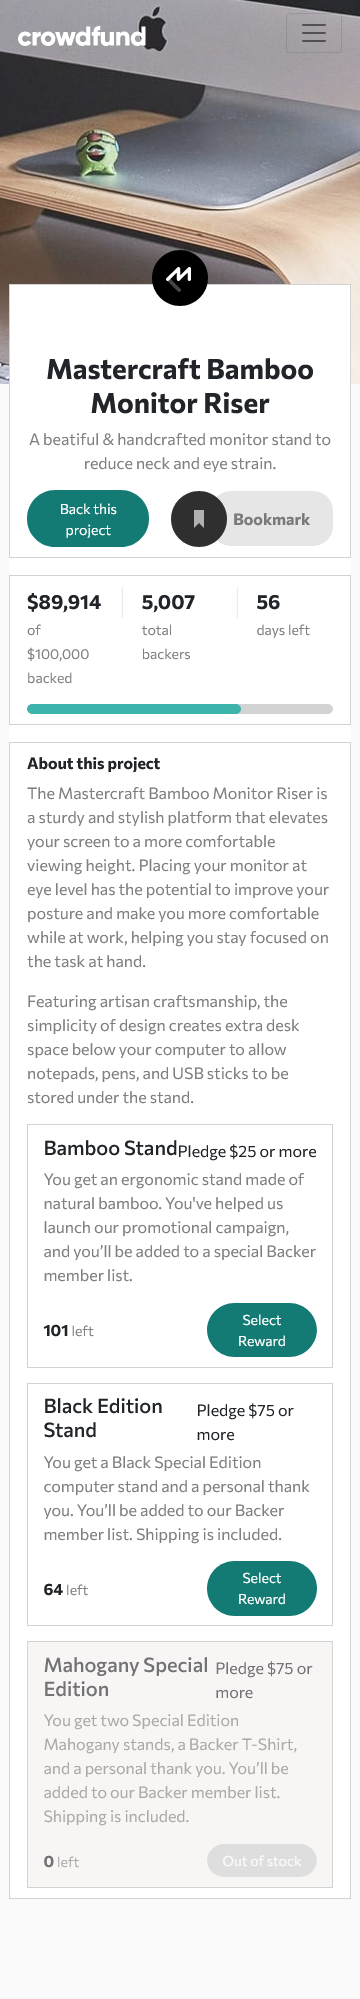 crowdfund
Mastercraft Bamboo
Monitor Riser
A beatiful & handcrafted monitor stand to
reduce neck and eye strain.
Back this
project
Bookmark
$89,914
of
$100,000
backed
5,007
total
backers
56
days left
About this project
The Mastercraft Bamboo Monitor Riser is
a sturdy and stylish platform that elevates
your screen to a more comfortable
viewing height. Placing your monitor at
eye level has the potential to improve your
posture and make you more comfortable
while at work, helping you stay focused on
the task at hand.
Featuring artisan craftsmanship, the
simplicity of design creates extra desk
space below your computer to allow
notepads, pens, and USB sticks to be
stored under the stand.
Bamboo Stand Pledge $25 or more
You get an ergonomic stand made of
natural bamboo. You've helped us
launch our promotional campaign,
and you’ll be added to a special Backer
member list.
101 left
Select
Reward
Black Edition
Stand
Pledge $75 or
more
You get a Black Special Edition
computer stand and a personal thank
you. You’ll be added to our Backer
member list. Shipping is included.
64 left
Select
Reward
Mahogany Special
Edition
Pledge $75 or
more
You get two Special Edition
Mahogany stands, a Backer T-Shirt,
and a personal thank you. You’ll be
added to our Backer member list.
Shipping is included.
0 left
Out of stock